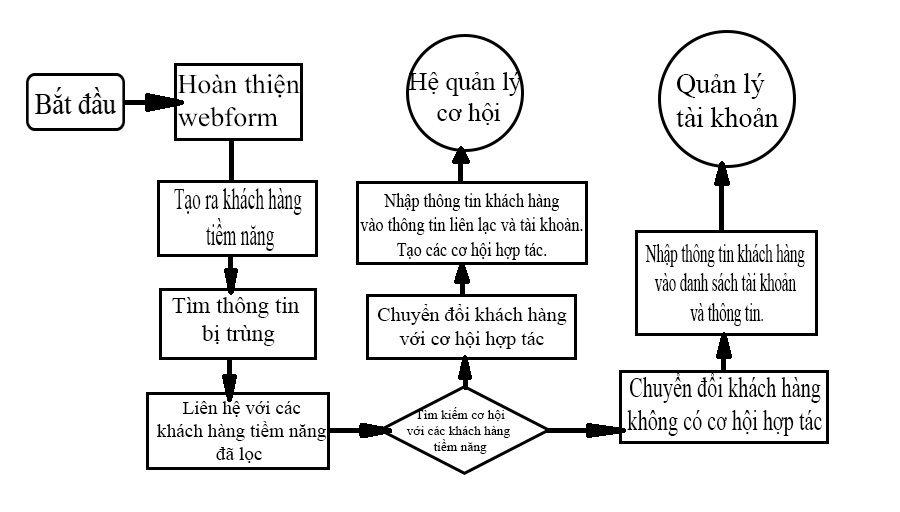 Bắt đầu
Hoàn thiện
webform
Tạo ra khách hàng
tiềm năng
Tìm thông tin
bị trùng
Liên hệ với các
khách hàng tiềm năng
đã lọc
Tìm kiếm cơ hội
với các khách hàng
tiềm năng
Chuyển đổi khách hàng
với cơ hội hợp tác
Nhập thông tin khách hàng
vào thông tin liên lạc và tài khoản.
Tạo các cơ hội hợp tác.
Hệ quản lý
cơ hội
Chuyển đổi khách hàng
không có cơ hội hợp tác
Nhập thông tin khách hàng
vào danh sách tài khoản
và thông tin.
Quản lý
tài khoản